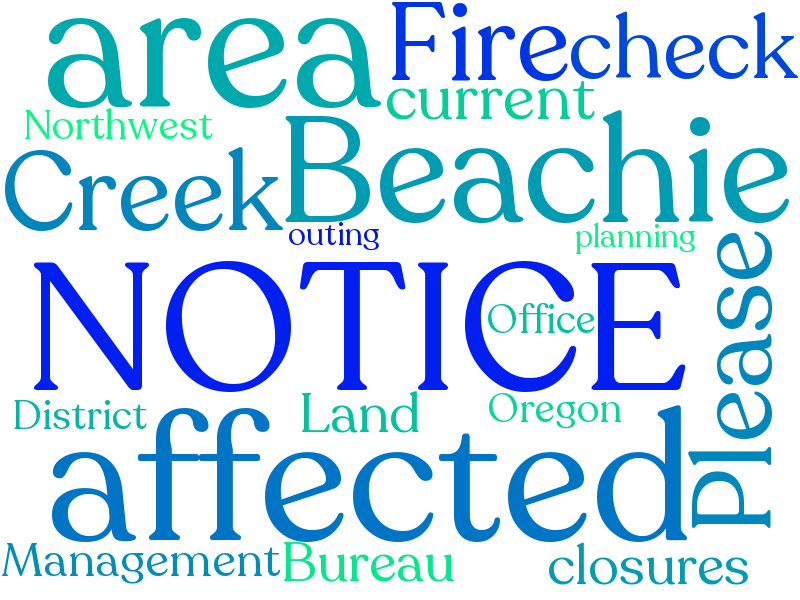 area
Fire
check
current
Northwest
Creek
Beachie
outing
planning
NOTICE
Please
Office
District
Land
Oregon
affected
Management
Bureau
closures